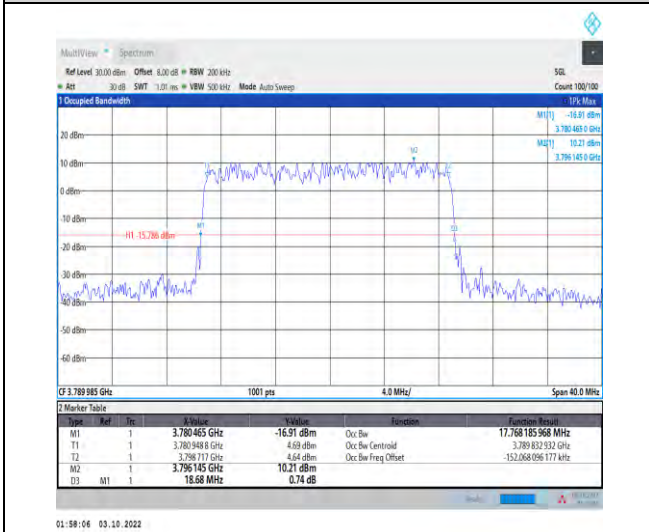 MultiView Spectrum
Ref Level 30.00 dBm Offset 8.00 dB RBW 200 kHz SGL
Att 30 dB SWT 1.01 ms VBW 500 kHz Mode Auto Sweep Count 100/100
1 Occupied Bandwidth 1Pk Max
M1[1] -16.91 dBm
3.780 465 0 GHz
M2[1] 10.21 dBm
3.796 145 0 GHz
20 dBm
M2
10 dBm
T1
0 dBm
-10 dBm
M1
D3
H1 -15.786 dBm
-20 dBm
-30 dBm
-40 dBm
-50 dBm
-60 dBm
CF 3.789 985 GHz 1001 pts 4.0 MHz/ Span 40.0 MHz
2 Marker Table
Type Ref Trc X-Value Y-Value Function Function Result
M1 1 3.780 465 GHz -16.91 dBm Occ Bw 17.768 185 968 MHz
T1 1 3.780 948 8 GHz 4.69 dBm Occ Bw Centroid 3.789 832 932 GHz
T2 1 3.798 717 GHz 4.64 dBm Occ Bw Freq Offset -152.068 096 177 kHz
M2 1 3.796 145 GHz 10.21 dBm
D3 M1 1 18.68 MHz 0.74 dB
01:58:06 03.10.2022